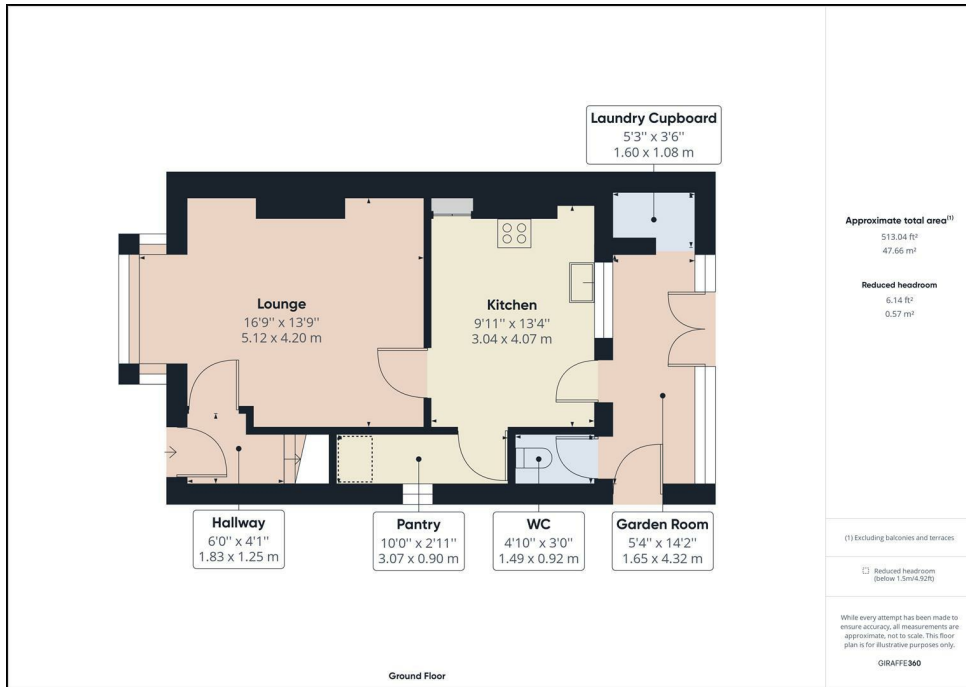 Laundry Cupboard
5'3'' x 3'6''
1.60 x 1.08 m
Lounge
16'9'' x 13'9''
5.12 x 4.20 m
Kitchen
9'11'' x 13'4''
3.04 x 4.07 m
Hallway
6'0'' x 4'1''
1.83 x 1.25 m
Pantry
10'0'' x 2'11''
3.07 x 0.90 m
WC
4'10'' x 3'0''
1.49 x 0.92 m
Garden Room
5'4'' x 14'2''
1.65 x 4.32 m
Ground Floor
Approximate total area(1)
513.04 ft²
47.66 m²
Reduced headroom
6.14 ft²
0.57 m²
(1) Excluding balconies and terraces
Reduced headroom
(below 1.5m/4.92ft)
While every attempt has been made to
ensure accuracy, all measurements are
approximate, not to scale. This floor
plan is for illustrative purposes only.
GIRAFFE360